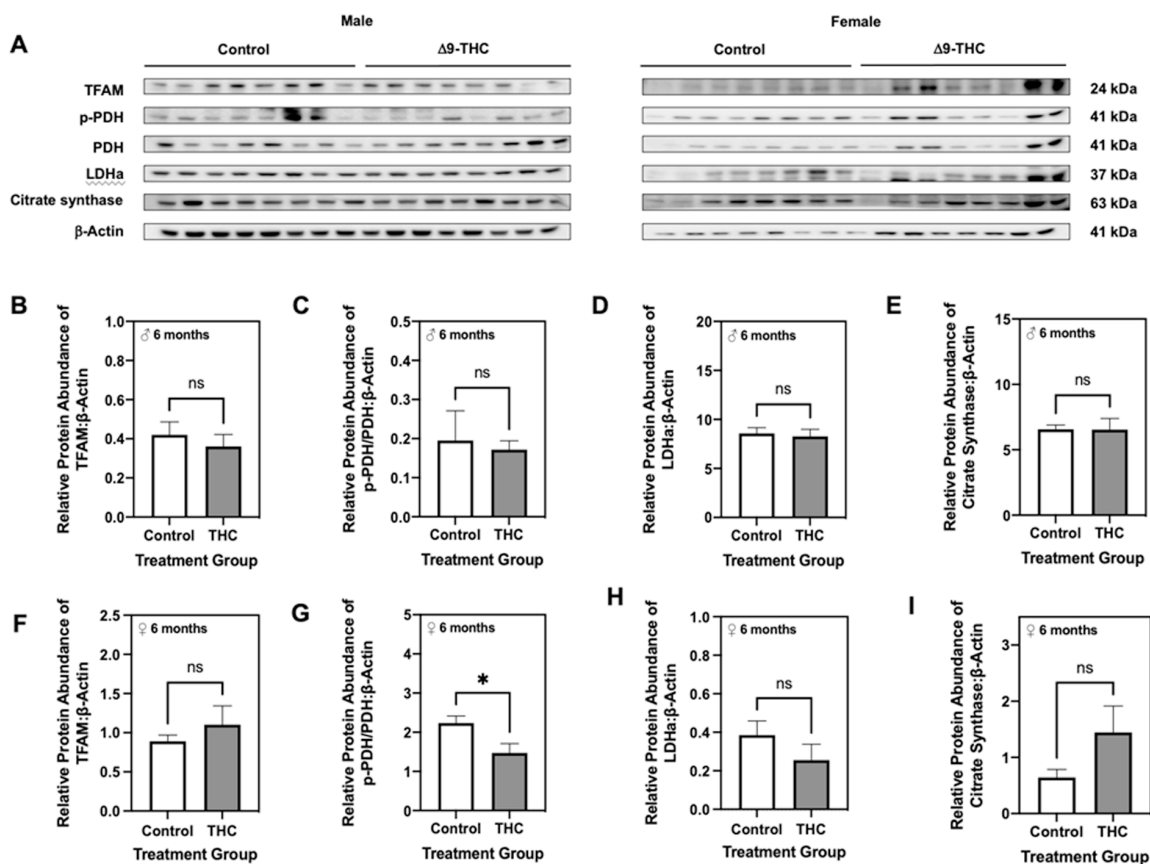 Male
Female
A
Control
Δ9-THC
Control
Δ9-THC
TFAM
24 kDa
p-PDH
41 kDa
PDH
41 kDa
LDHa
37 kDa
Citrate synthase
63 kDa
β-Actin
41 kDa
B
Relative Protein Abundance of
TFAM:β-Actin
1.0
0.8
0.6
0.4
0.2
0.0
♂ 6 months
ns
Control THC
Treatment Group
C
Relative Protein Abundance of
p-PDH/PDH:β-Actin
0.5
0.4
0.3
0.2
0.1
0.0
♂ 6 months
ns
Control THC
Treatment Group
D
Relative Protein Abundance of
LDHa:β-Actin
20
15
10
5
0
♂ 6 months
ns
Control THC
Treatment Group
E
Relative Protein Abundance of
Citrate Synthase:β-Actin
15
10
5
0
♂ 6 months
ns
Control THC
Treatment Group
F
Relative Protein Abundance of
TFAM:β-Actin
2.5
2.0
1.5
1.0
0.5
0.0
♀ 6 months
ns
Control THC
Treatment Group
G
Relative Protein Abundance of
p-PDH/PDH:β-Actin
5
4
3
2
1
0
♀ 6 months
*
Control THC
Treatment Group
H
Relative Protein Abundance of
LDHa:β-Actin
1.0
0.8
0.6
0.4
0.2
0.0
♀ 6 months
ns
Control THC
Treatment Group
I
Relative Protein Abundance of
Citrate Synthase:β-Actin
3
2
1
0
♀ 6 months
ns
Control THC
Treatment Group